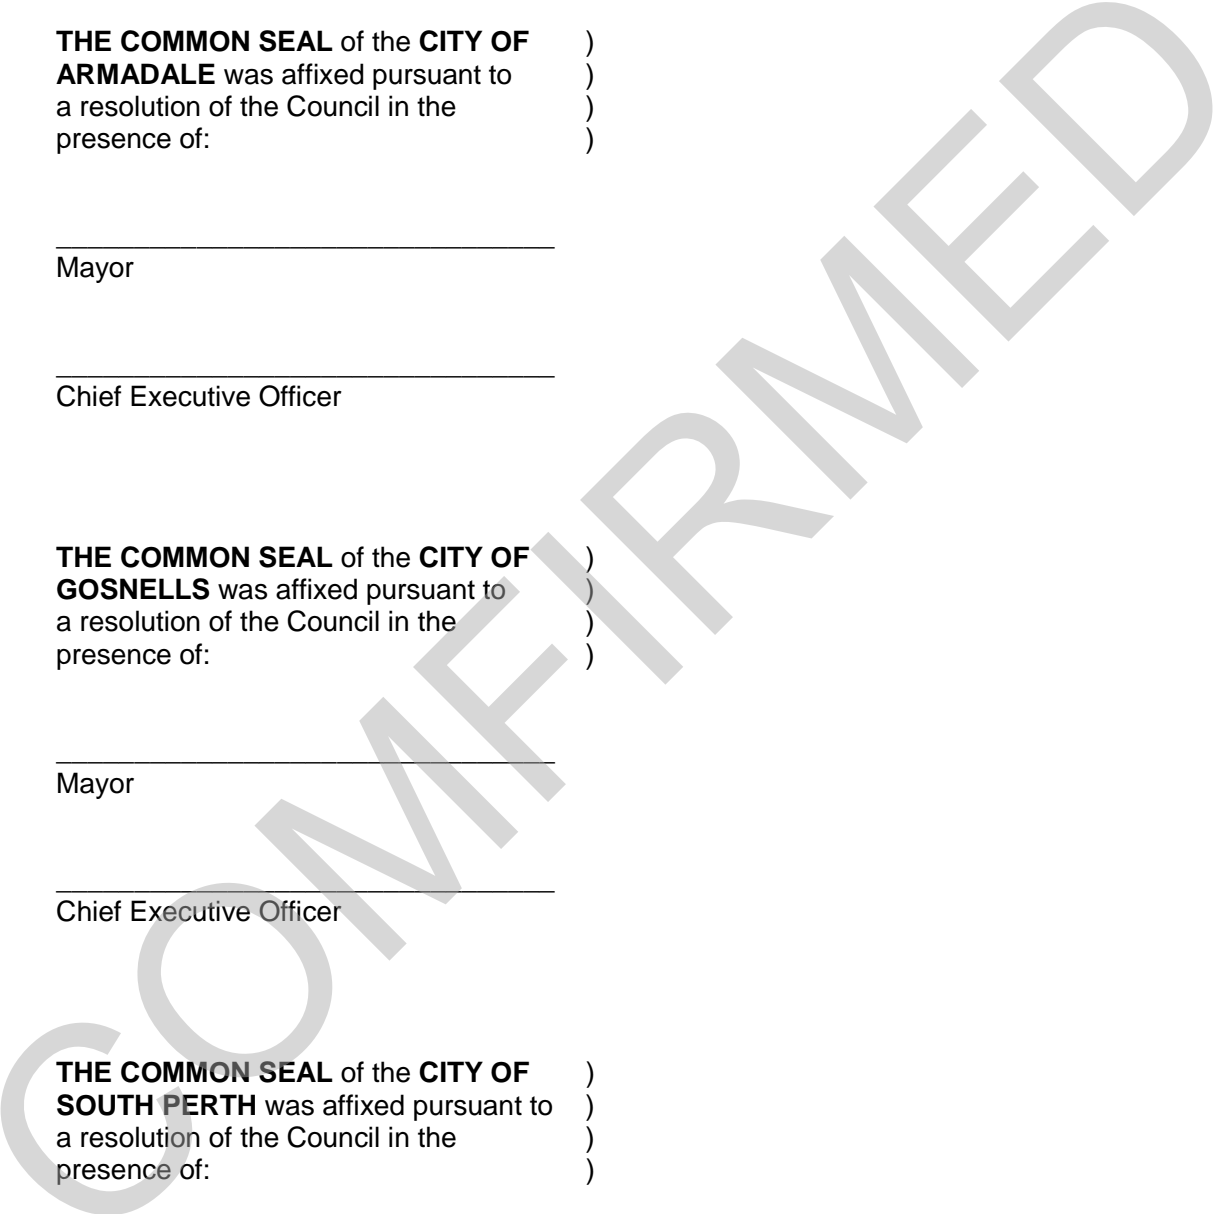 THE COMMON SEAL of the CITY OF )
ARMADALE was affixed pursuant to )
a resolution of the Council in the )
presence of: )
Mayor
Chief Executive Officer
THE COMMON SEAL of the CITY OF )
GOSNELLS was affixed pursuant to )
a resolution of the Council in the )
presence of: )
Mayor
Chief Executive Officer
THE COMMON SEAL of the CITY OF )
SOUTH PERTH was affixed pursuant to )
a resolution of the Council in the )
presence of: )
COMFIRMED